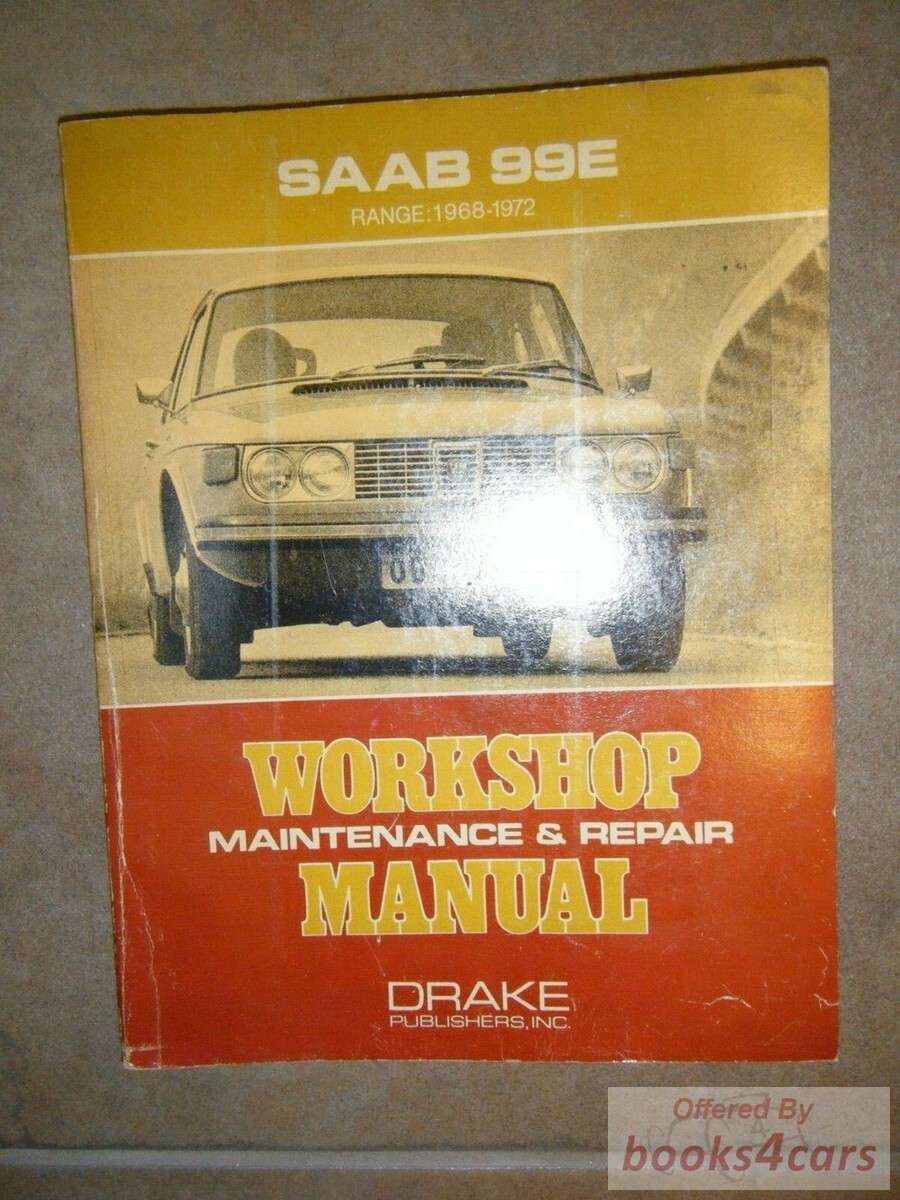 SAAB 99E
RANGE:1968-1972
WORKSHOP
MAINTENANCE & REPAIR
MANUAL
DRAKE
PUBLISHERS, INC.
Offered By
books4cars